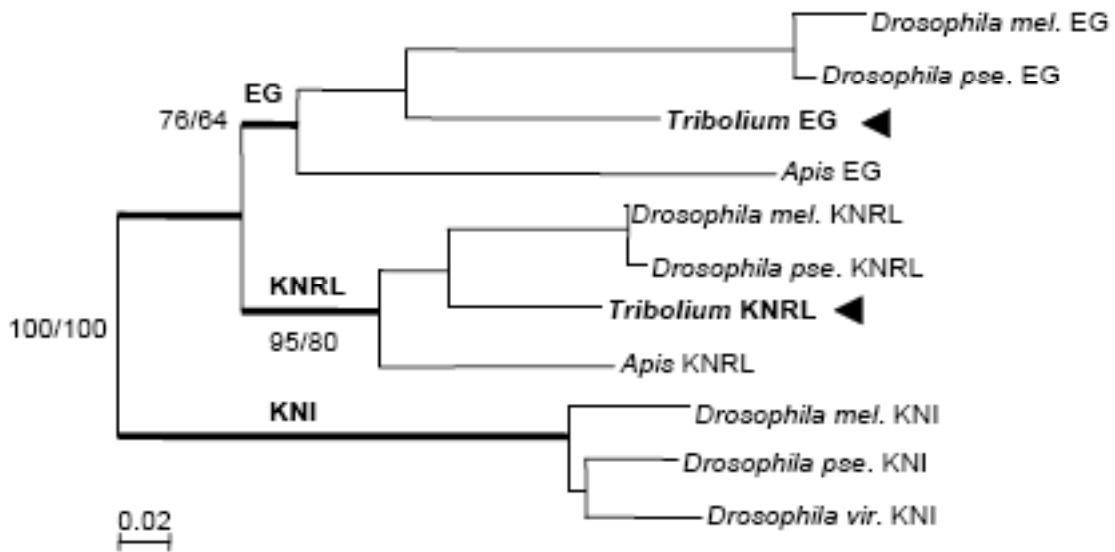 Drosophila mel. EG
Drosophila pse. EG
EG
76/64
Tribolium EG
Apis EG
Drosophila mel. KNRL
Drosophila pse. KNRL
KNRL
Tribolium KNRL
100/100
95/80
Apis KNRL
KNI
Drosophila mel. KNI
Drosophila pse. KNI
Drosophila vir. KNI
0.02